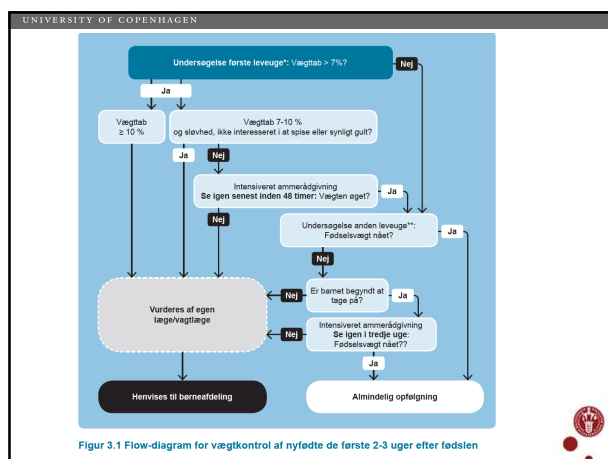 UNIVERSITY OF COPENHAGEN
Undersøgelse første leveuge*: Vægttab > 7%?
Nej
Ja
Vægttab
≥ 10 %
Vægttab 7-10 %
og sløvhed, ikke interesseret i at spise eller synligt gult?
Ja
Nej
Intensiveret ammerådgivning
Se igen senest inden 48 timer: Vægten øget?
Ja
Nej
Undersøgelse anden leveuge**:
Fødselsvægt nået?
Ja
Nej
Er barnet begyndt at
tage på?
Nej
Ja
Vurderes af egen
læge/vagtlæge
Intensiveret ammerådgivning
Se igen i tredje uge:
Fødselsvægt nået??
Nej
Ja
Henvises til børneafdeling
Almindelig opfølgning
Figur 3.1 Flow-diagram for vægtkontrol af nyfødte de første 2-3 uger efter fødslen